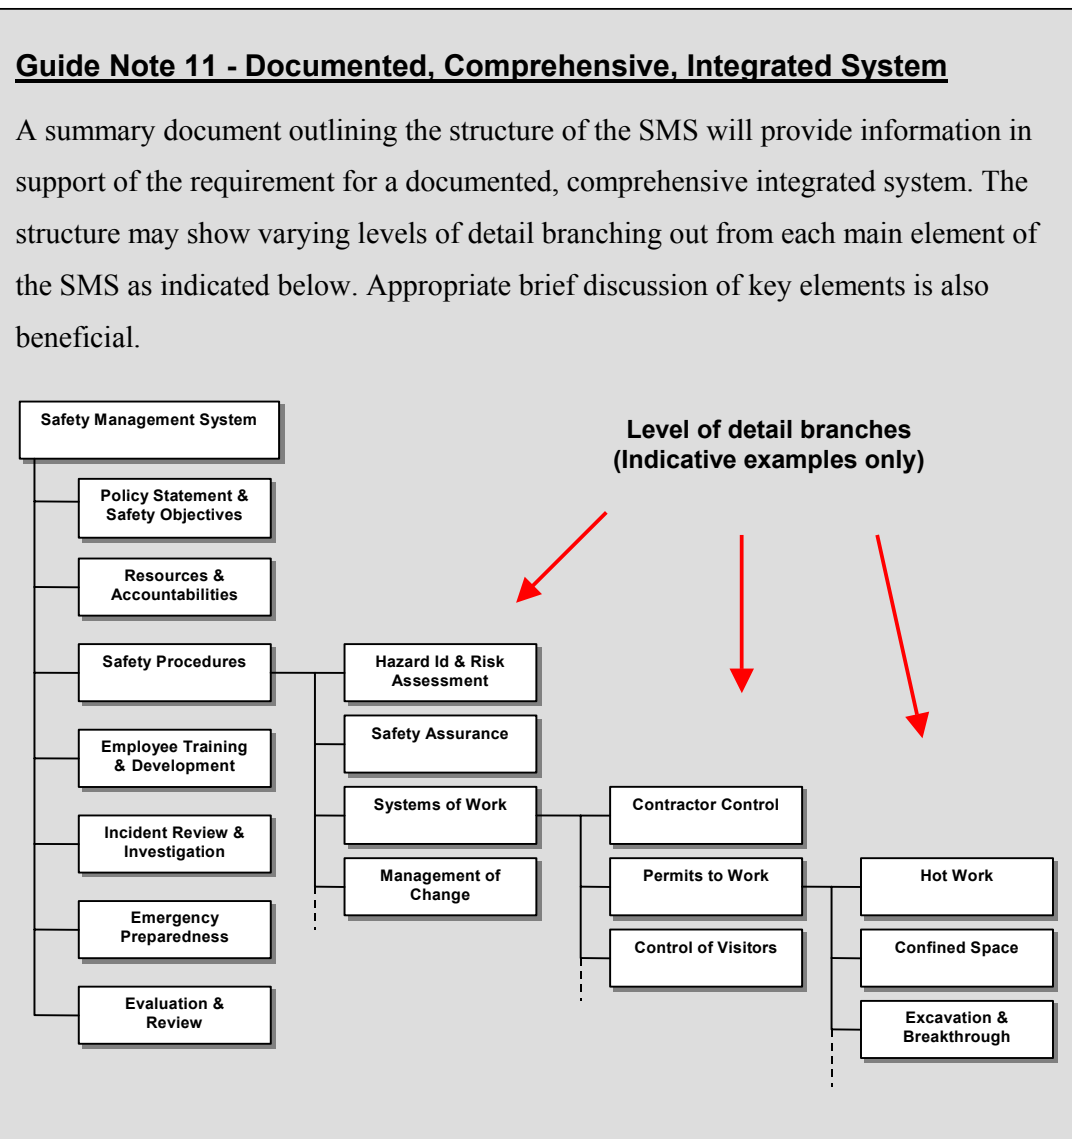 Guide Note 11 - Documented, Comprehensive, Integrated System
A summary document outlining the structure of the SMS will provide information in
support of the requirement for a documented, comprehensive integrated system. The
structure may show varying levels of detail branching out from each main element of
the SMS as indicated below. Appropriate brief discussion of key elements is also
beneficial.
Safety Management System
Level of detail branches
(Indicative examples only)
Policy Statement &
Safety Objectives
Resources &
Accountabilities
Safety Procedures
Employee Training
& Development
Incident Review &
Investigation
Emergency
Preparedness
Evaluation &
Review
Hazard Id & Risk
Assessment
Safety Assurance
Systems of Work
Management of
Change
Contractor Control
Permits to Work
Control of Visitors
Hot Work
Confined Space
Excavation &
Breakthrough